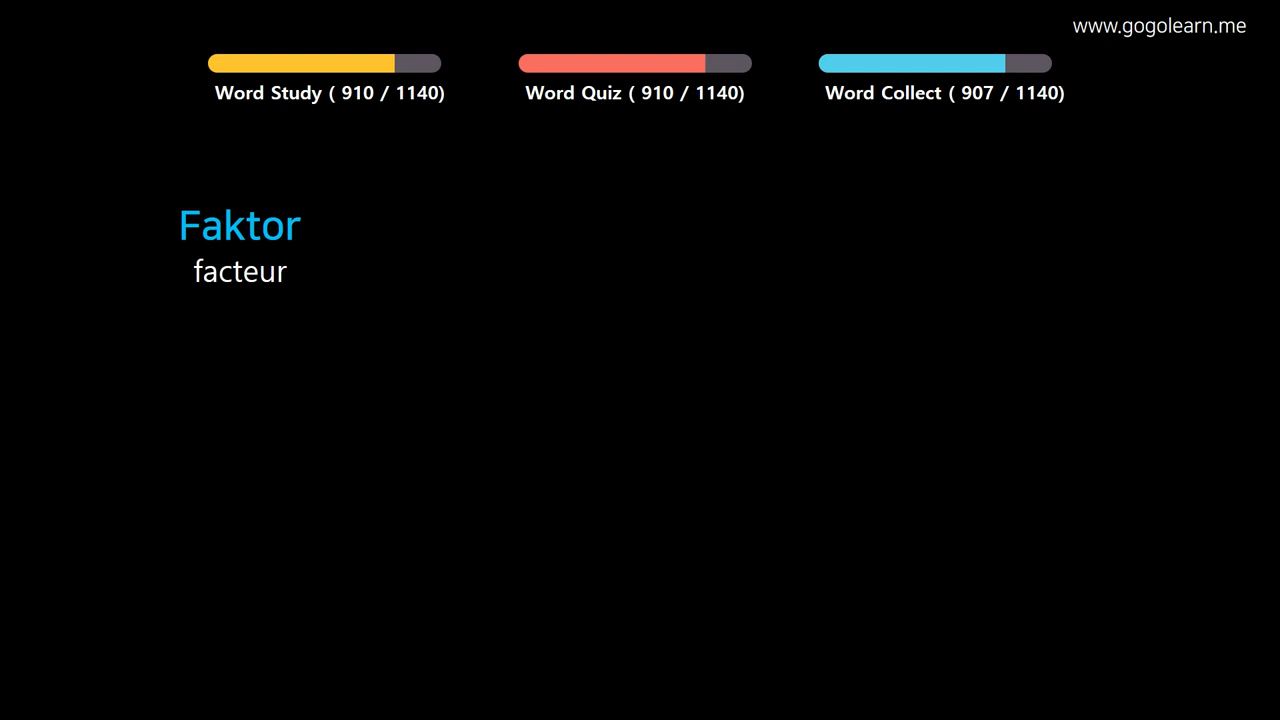 www.gogolearn.me
Word Study ( 910 / 1140)
Word Quiz ( 910 / 1140)
Word Collect ( 907 / 1140)
Faktor
facteur